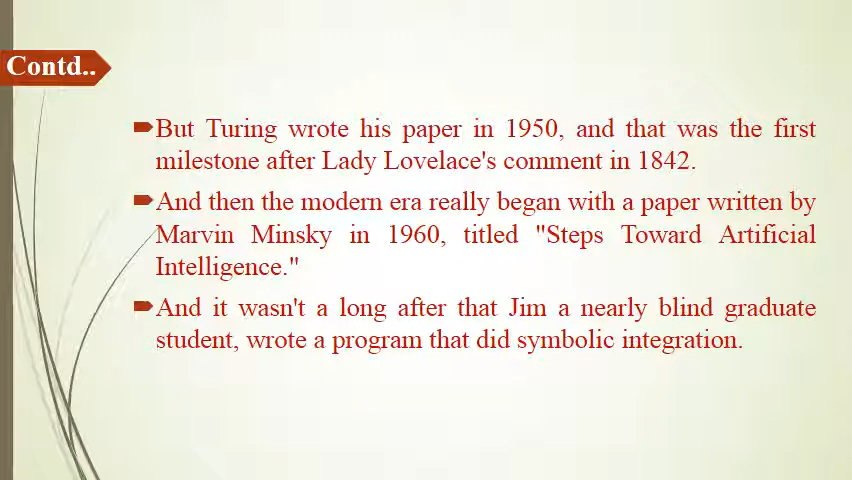 Contd..
But Turing wrote his paper in 1950, and that was the first
milestone after Lady Lovelace's comment in 1842.
And then the modern era really began with a paper written by
Marvin Minsky in 1960, titled "Steps Toward Artificial
Intelligence."
And it wasn't a long after that Jim a nearly blind graduate
student, wrote a program that did symbolic integration.